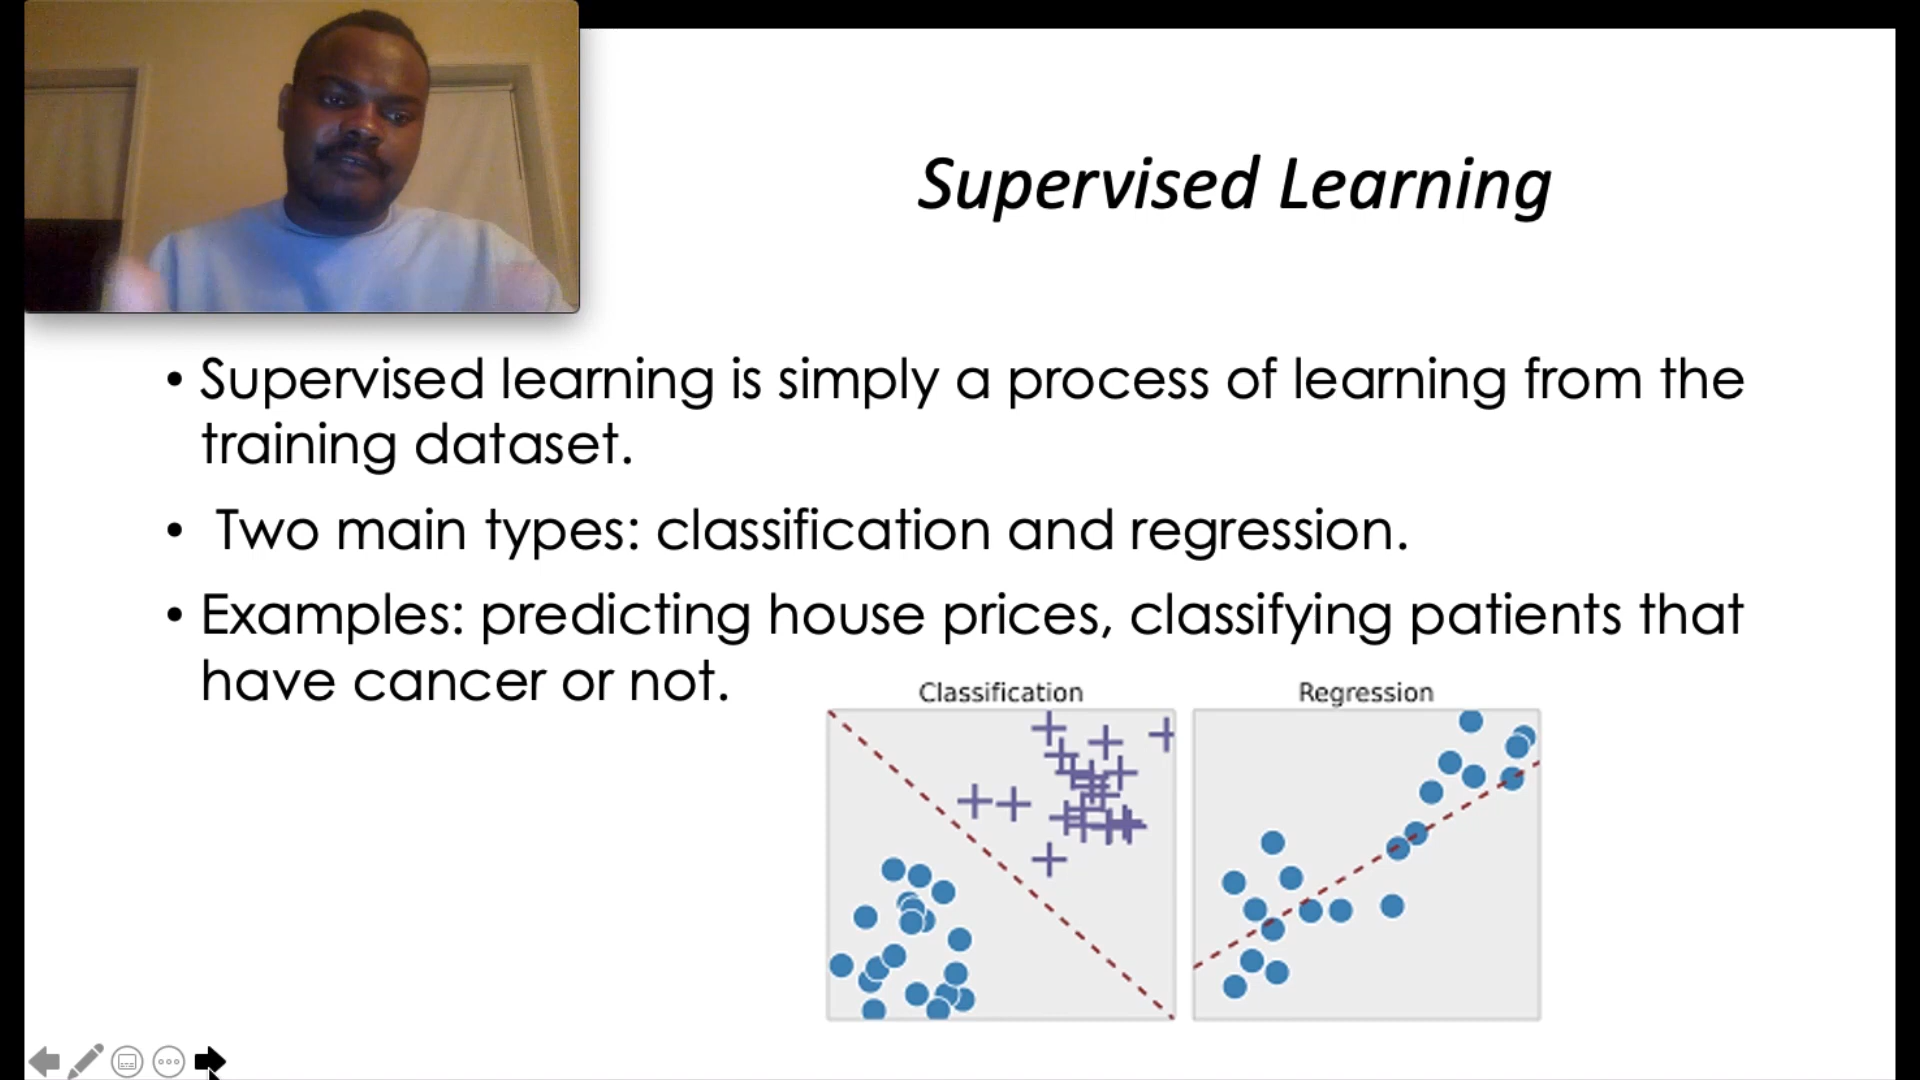 Supervised Learning
• Supervised learning is simply a process of learning from the
training dataset.
• Two main types: classification and regression.
• Examples: predicting house prices, classifying patients that
have cancer or not.
Classification
Regression